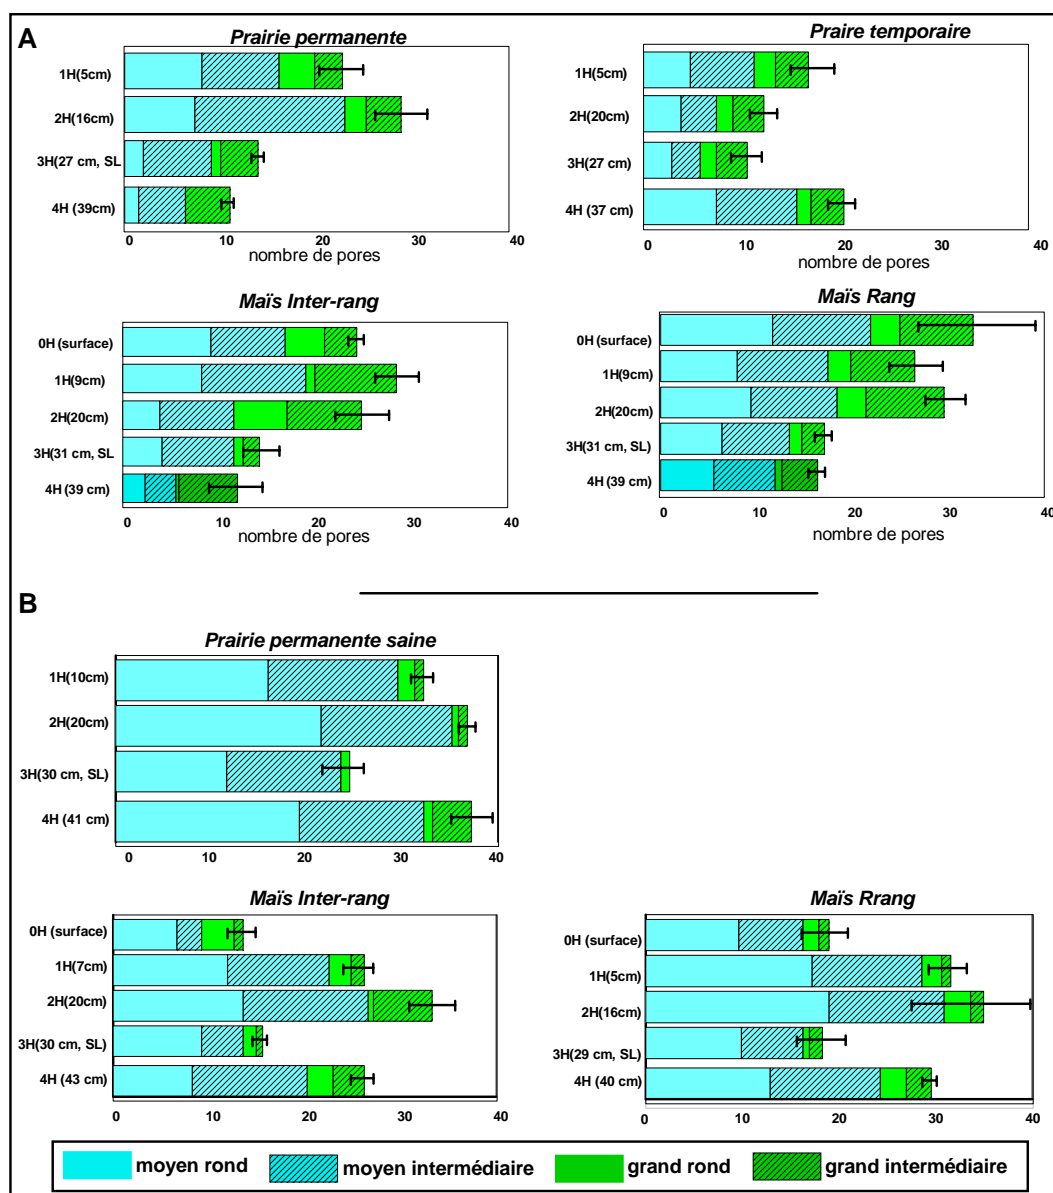 A
Prairie permanente
1H(5cm)
2H(16cm)
3H(27 cm, SL
4H (39cm)
0 10 20 30 40
nombre de pores
Praire temporaire
1H(5cm)
2H(20cm)
3H(27 cm)
4H (37 cm)
0 10 20 30 40
nombre de pores
Maïs Inter-rang
0H (surface)
1H(9cm)
2H(20cm)
3H(31 cm, SL
4H (39 cm)
0 10 20 30 40
nombre de pores
Maïs Rang
0H (surface)
1H(9cm)
2H(20cm)
3H(31 cm, SL)
4H (39 cm)
0 10 20 30 40
nombre de pores
B
Prairie permanente saine
1H(10cm)
2H(20cm)
3H(30 cm, SL)
4H (41 cm)
0 10 20 30 40
Maïs Inter-rang
0H (surface)
1H(7cm)
2H(20cm)
3H(30 cm, SL)
4H (43 cm)
0 10 20 30 40
Maïs Rrang
0H (surface)
1H(5cm)
2H(16cm)
3H(29 cm, SL)
4H (40 cm)
0 10 20 30 40
moyen rond moyen intermédiaire grand rond grand intermédiaire